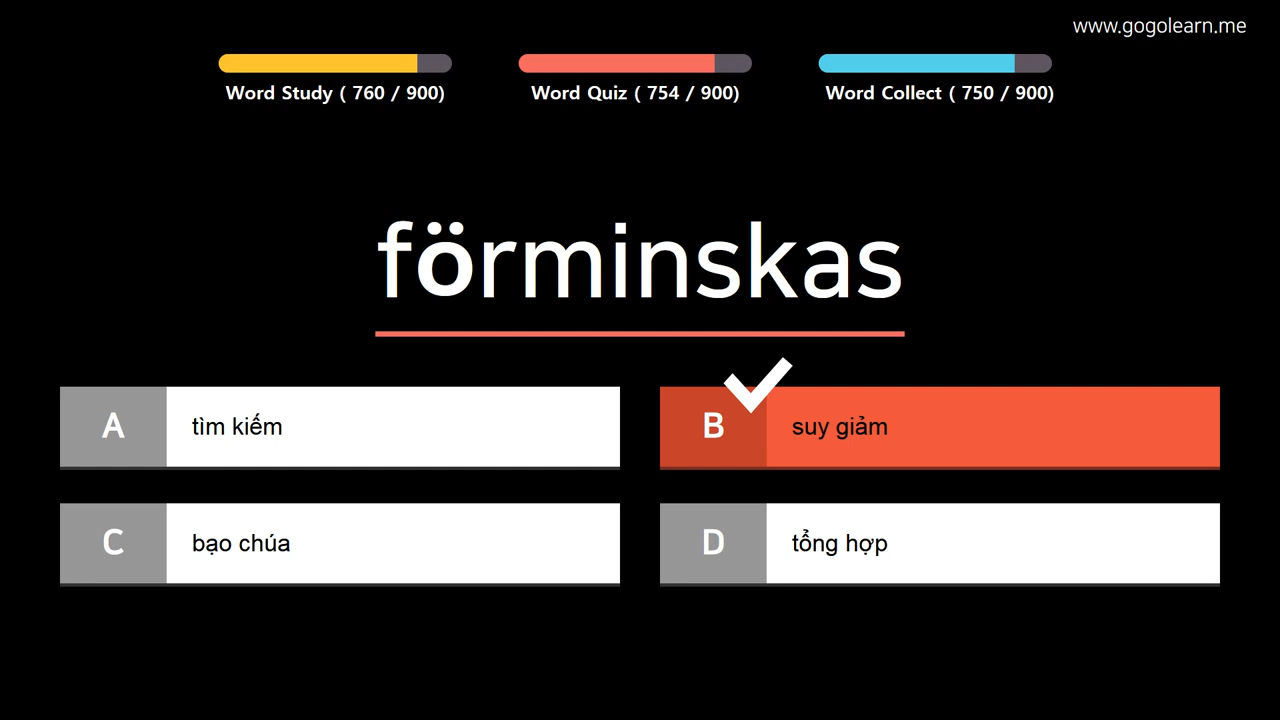 www.gogolearn.me
Word Study ( 760 / 900)
Word Quiz ( 754 / 900)
Word Collect ( 750 / 900)
förminskas
A tìm kiếm
B suy giảm
C bạo chúa
D tổng hợp